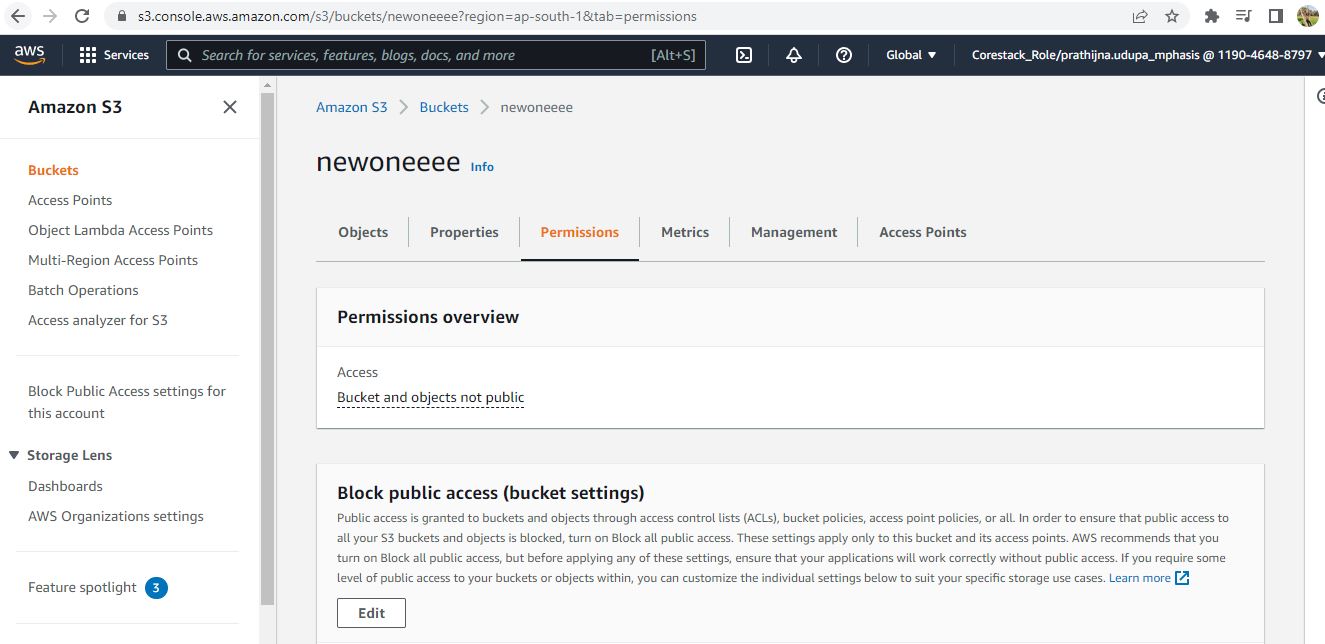 s3.console.aws.amazon.com/s3/buckets/newoneeee?region=ap-south-1&tab=permissions
aws Services Search for services, features, blogs, docs, and more [Alt+S] Global Corestack_Role/prathijna.udupa_mphasis @ 1190-4648-8797
Amazon S3
Buckets
Access Points
Object Lambda Access Points
Multi-Region Access Points
Batch Operations
Access analyzer for S3
Block Public Access settings for
this account
Storage Lens
Dashboards
AWS Organizations settings
Feature spotlight 3
Amazon S3 Buckets newoneeee
newoneeee Info
Objects Properties Permissions Metrics Management Access Points
Permissions overview
Access
Bucket and objects not public
Block public access (bucket settings)
Public access is granted to buckets and objects through access control lists (ACLs), bucket policies, access point policies, or all. In order to ensure that public access to
all your S3 buckets and objects is blocked, turn on Block all public access. These settings apply only to this bucket and its access points. AWS recommends that you
turn on Block all public access, but before applying any of these settings, ensure that your applications will work correctly without public access. If you require some
level of public access to your buckets or objects within, you can customize the individual settings below to suit your specific storage use cases. Learn more
Edit